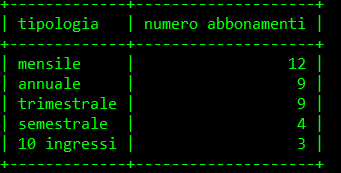 tipologia | numero abbonamenti
mensile | 12
annuale | 9
trimestrale | 9
semestrale | 4
10 ingressi | 3